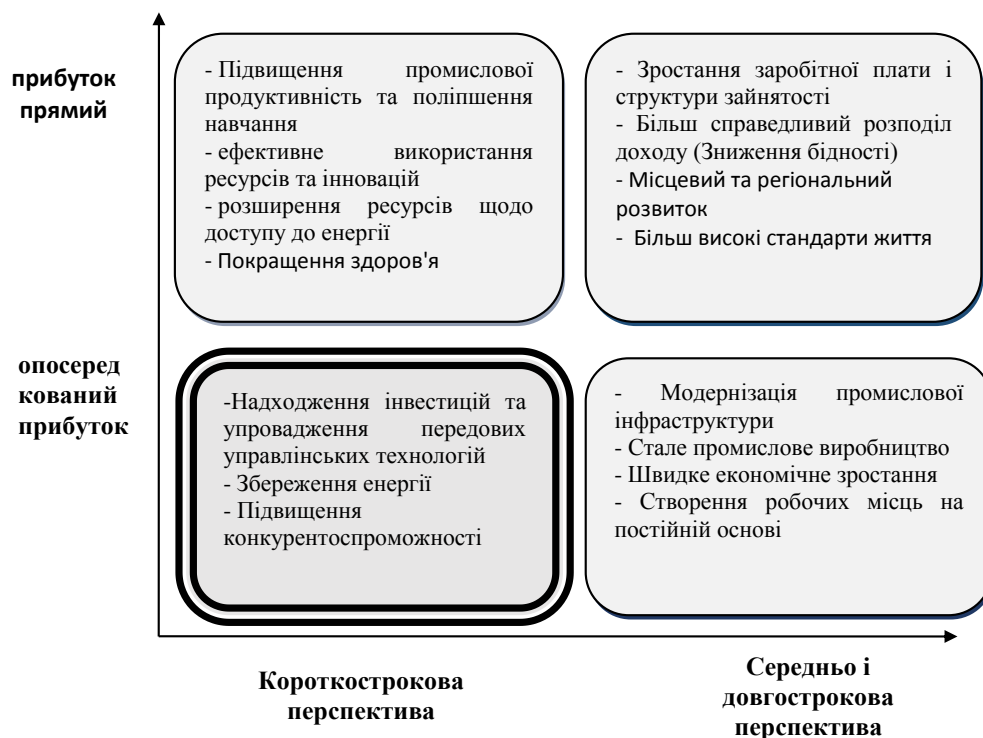 прибуток
прямий
- Підвищення промислової
продуктивність та поліпшення
навчання
- ефективне використання
ресурсів та інновацій
- розширення ресурсів щодо
доступу до енергії
- Покращення здоров'я
- Зростання заробітної плати і
структури зайнятості
- Більш справедливий розподіл
доходу (Зниження бідності)
- Місцевий та регіональний
розвиток
- Більш високі стандарти життя
опосеред
кований
прибуток
-Надходження інвестицій та
упровадження передових
управлінських технологій
- Збереження енергії
- Підвищення
конкурентоспроможності
- Модернізація промислової
інфраструктури
- Стале промислове виробництво
- Швидке економічне зростання
- Створення робочих місць на
постійній основі
Короткострокова
перспектива
Середньо і
довгострокова
перспектива